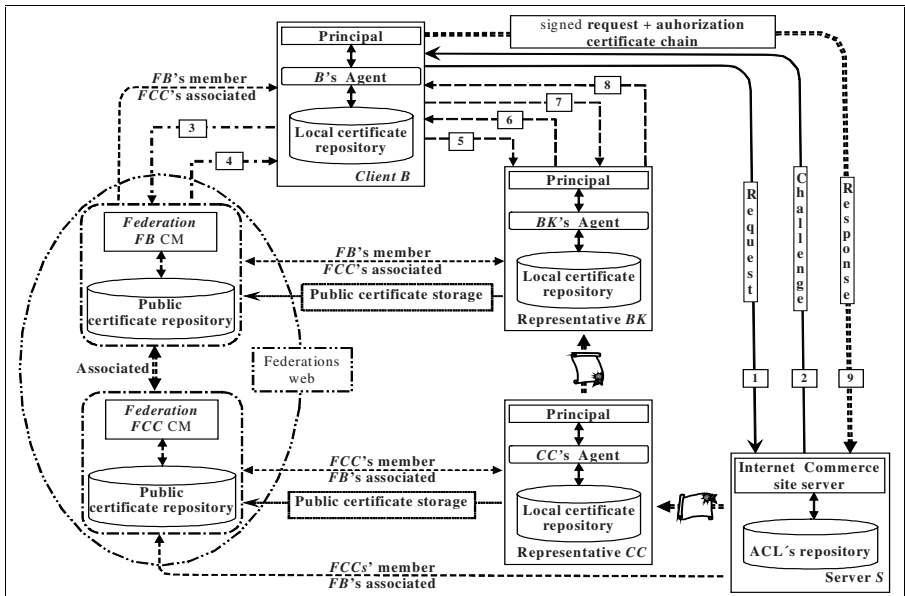 signed request + auhorization
certificate chain
Principal
B's Agent
Local certificate
repository
Client B
FB's member
FCC's associated
3
4
5
6
7
8
Principal
BK's Agent
Local certificate
repository
Representative BK
Federation
FB CM
Public
certificate repository
FB's member
FCC's associated
Public certificate storage
Associated
Federations
web
Federation
FCC CM
Public
certificate repository
FCC's member
FB's associated
Public certificate storage
Principal
CC's Agent
Local certificate
repository
Representative CC
Request
Challenge
Response
1
2
9
Internet Commerce
site server
ACL´s repository
Server S
FCCs' member
FB's associated